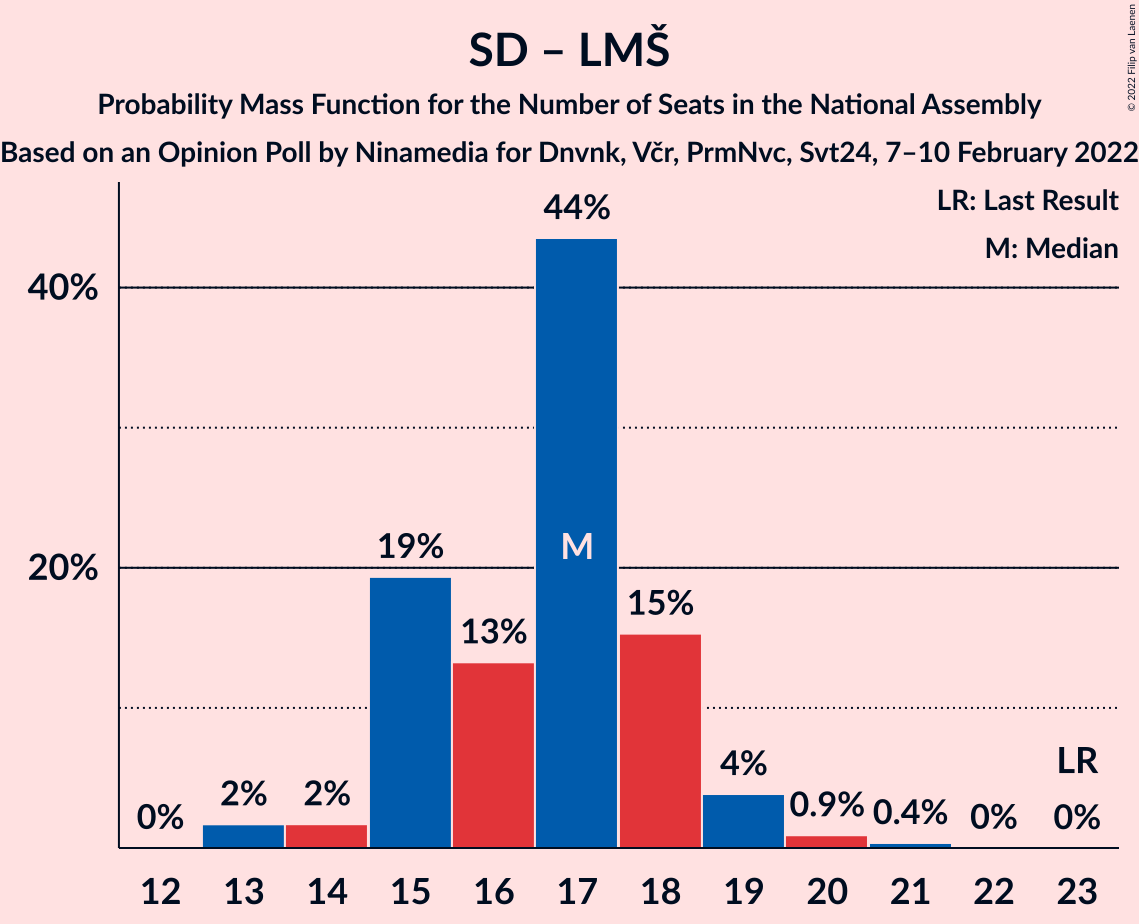 SD – LMŠ
Probability Mass Function for the Number of Seats in the National Assembly
Based on an Opinion Poll by Ninamedia for Dnvnk, Včr, PrmNvc, Svt24, 7–10 February 2022
© 2022 Filip van Laenen
LR: Last Result
M: Median
44%
40%
19%
M
20%
15%
13%
LR
4%
2%
2%
0.9%
0.4%
0%
0%
0%
12 13 14 15 16 17 18 19 20 21 22 23